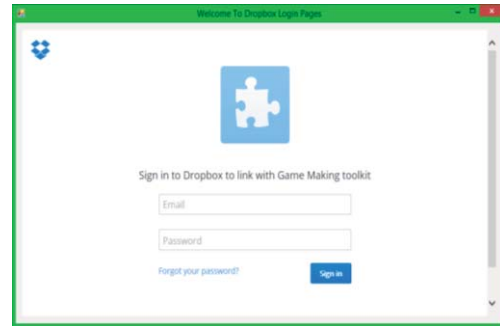 Welcome To Dropbox Login Pages
Sign in to Dropbox to link with Game Making toolkit
Email
Password
Forgot your password?
Sign in